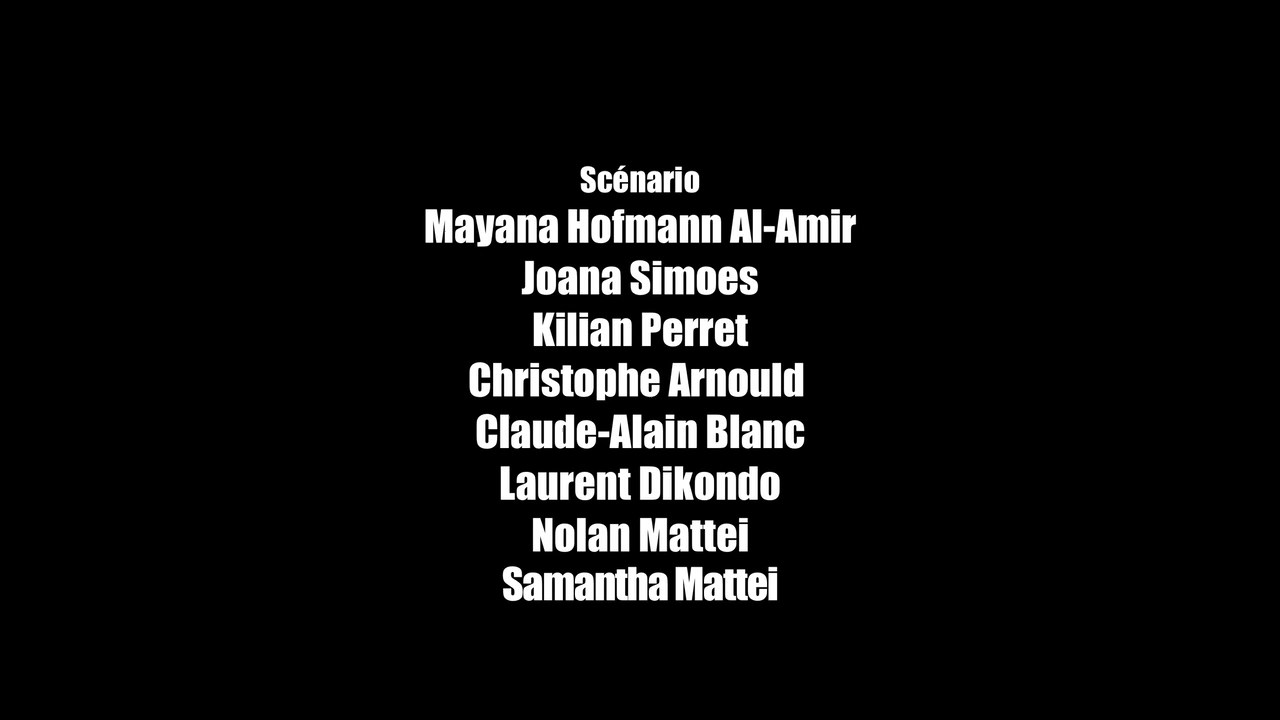 Scénario
Mayana Hofmann Al-Amir
Joana Simoes
Kilian Perret
Christophe Arnould
Claude-Alain Blanc
Laurent Dikondo
Nolan Mattei
Samantha Mattei